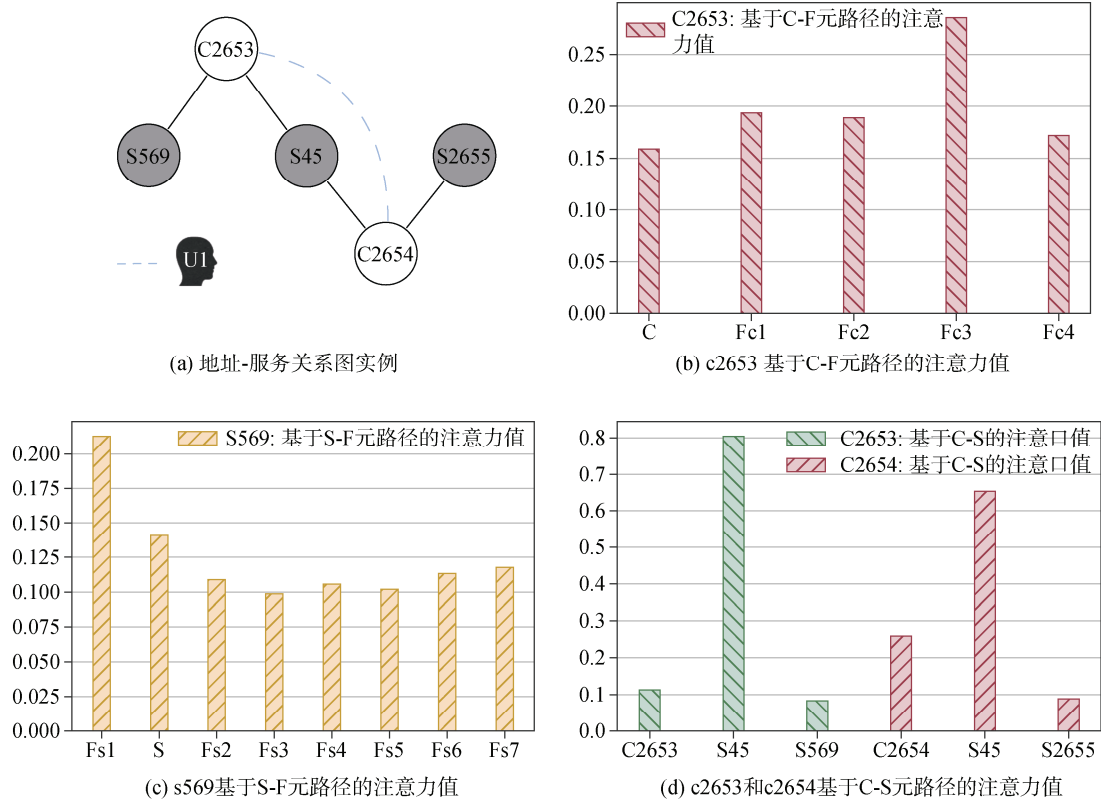 C2653
S569
S45
S2655
C2654
U1
(a) 地址-服务关系图实例
C2653: 基于C-F元路径的注意
力值
0.25
0.20
0.15
0.10
0.05
0.00
C Fc1 Fc2 Fc3 Fc4
(b) c2653 基于C-F元路径的注意力值
S569: 基于S-F元路径的注意力值
0.200
0.175
0.150
0.125
0.100
0.075
0.050
0.025
0.000
Fs1 S Fs2 Fs3 Fs4 Fs5 Fs6 Fs7
(c) s569基于S-F元路径的注意力值
C2653: 基于C-S的注意口值
C2654: 基于C-S的注意口值
0.8
0.7
0.6
0.5
0.4
0.3
0.2
0.1
0.0
C2653 S45 S569 C2654 S45 S2655
(d) c2653和c2654基于C-S元路径的注意力值